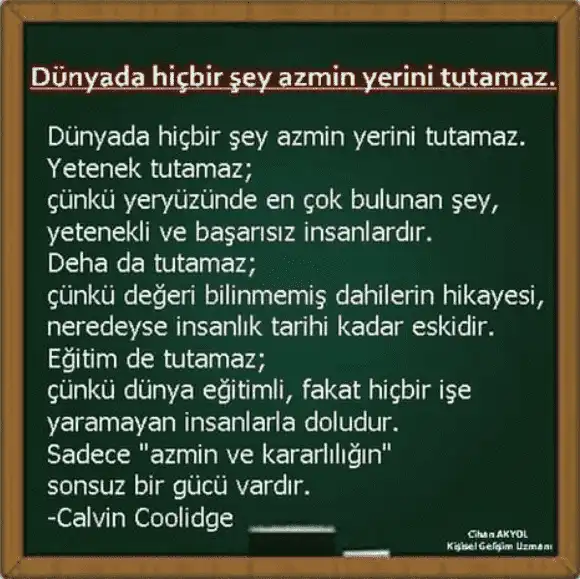 Dünyada hiçbir şey azmin yerini tutamaz.
Dünyada hiçbir şey azmin yerini tutamaz.
Yetenek tutamaz;
çünkü yeryüzünde en çok bulunan şey,
yetenekli ve başarısız insanlardır.
Deha da tutamaz;
çünkü değeri bilinmemiş dahilerin hikayesi,
neredeyse insanlık tarihi kadar eskidir.
Eğitim de tutamaz;
çünkü dünya eğitimli, fakat hiçbir işe
yaramayan insanlarla doludur.
Sadece "azmin ve kararlılığın"
sonsuz bir gücü vardır.
-Calvin Coolidge
Cihan AKYOL
Kişisel Gelişim Uzmanı